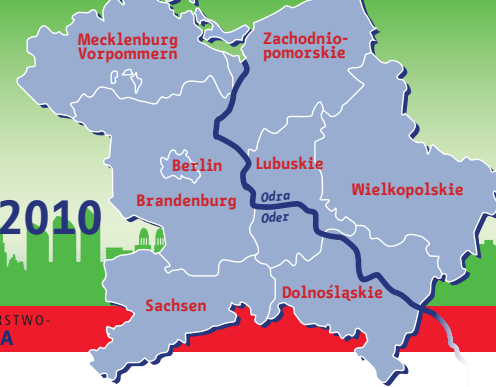 Mecklenburg
Vorpommern
Zachodnio-
pomorskie
Berlin
Lubuskie
Brandenburg
Odra
Oder
Wielkopolskie
2010
Sachsen
Dolnośląskie
RSTWO-
A